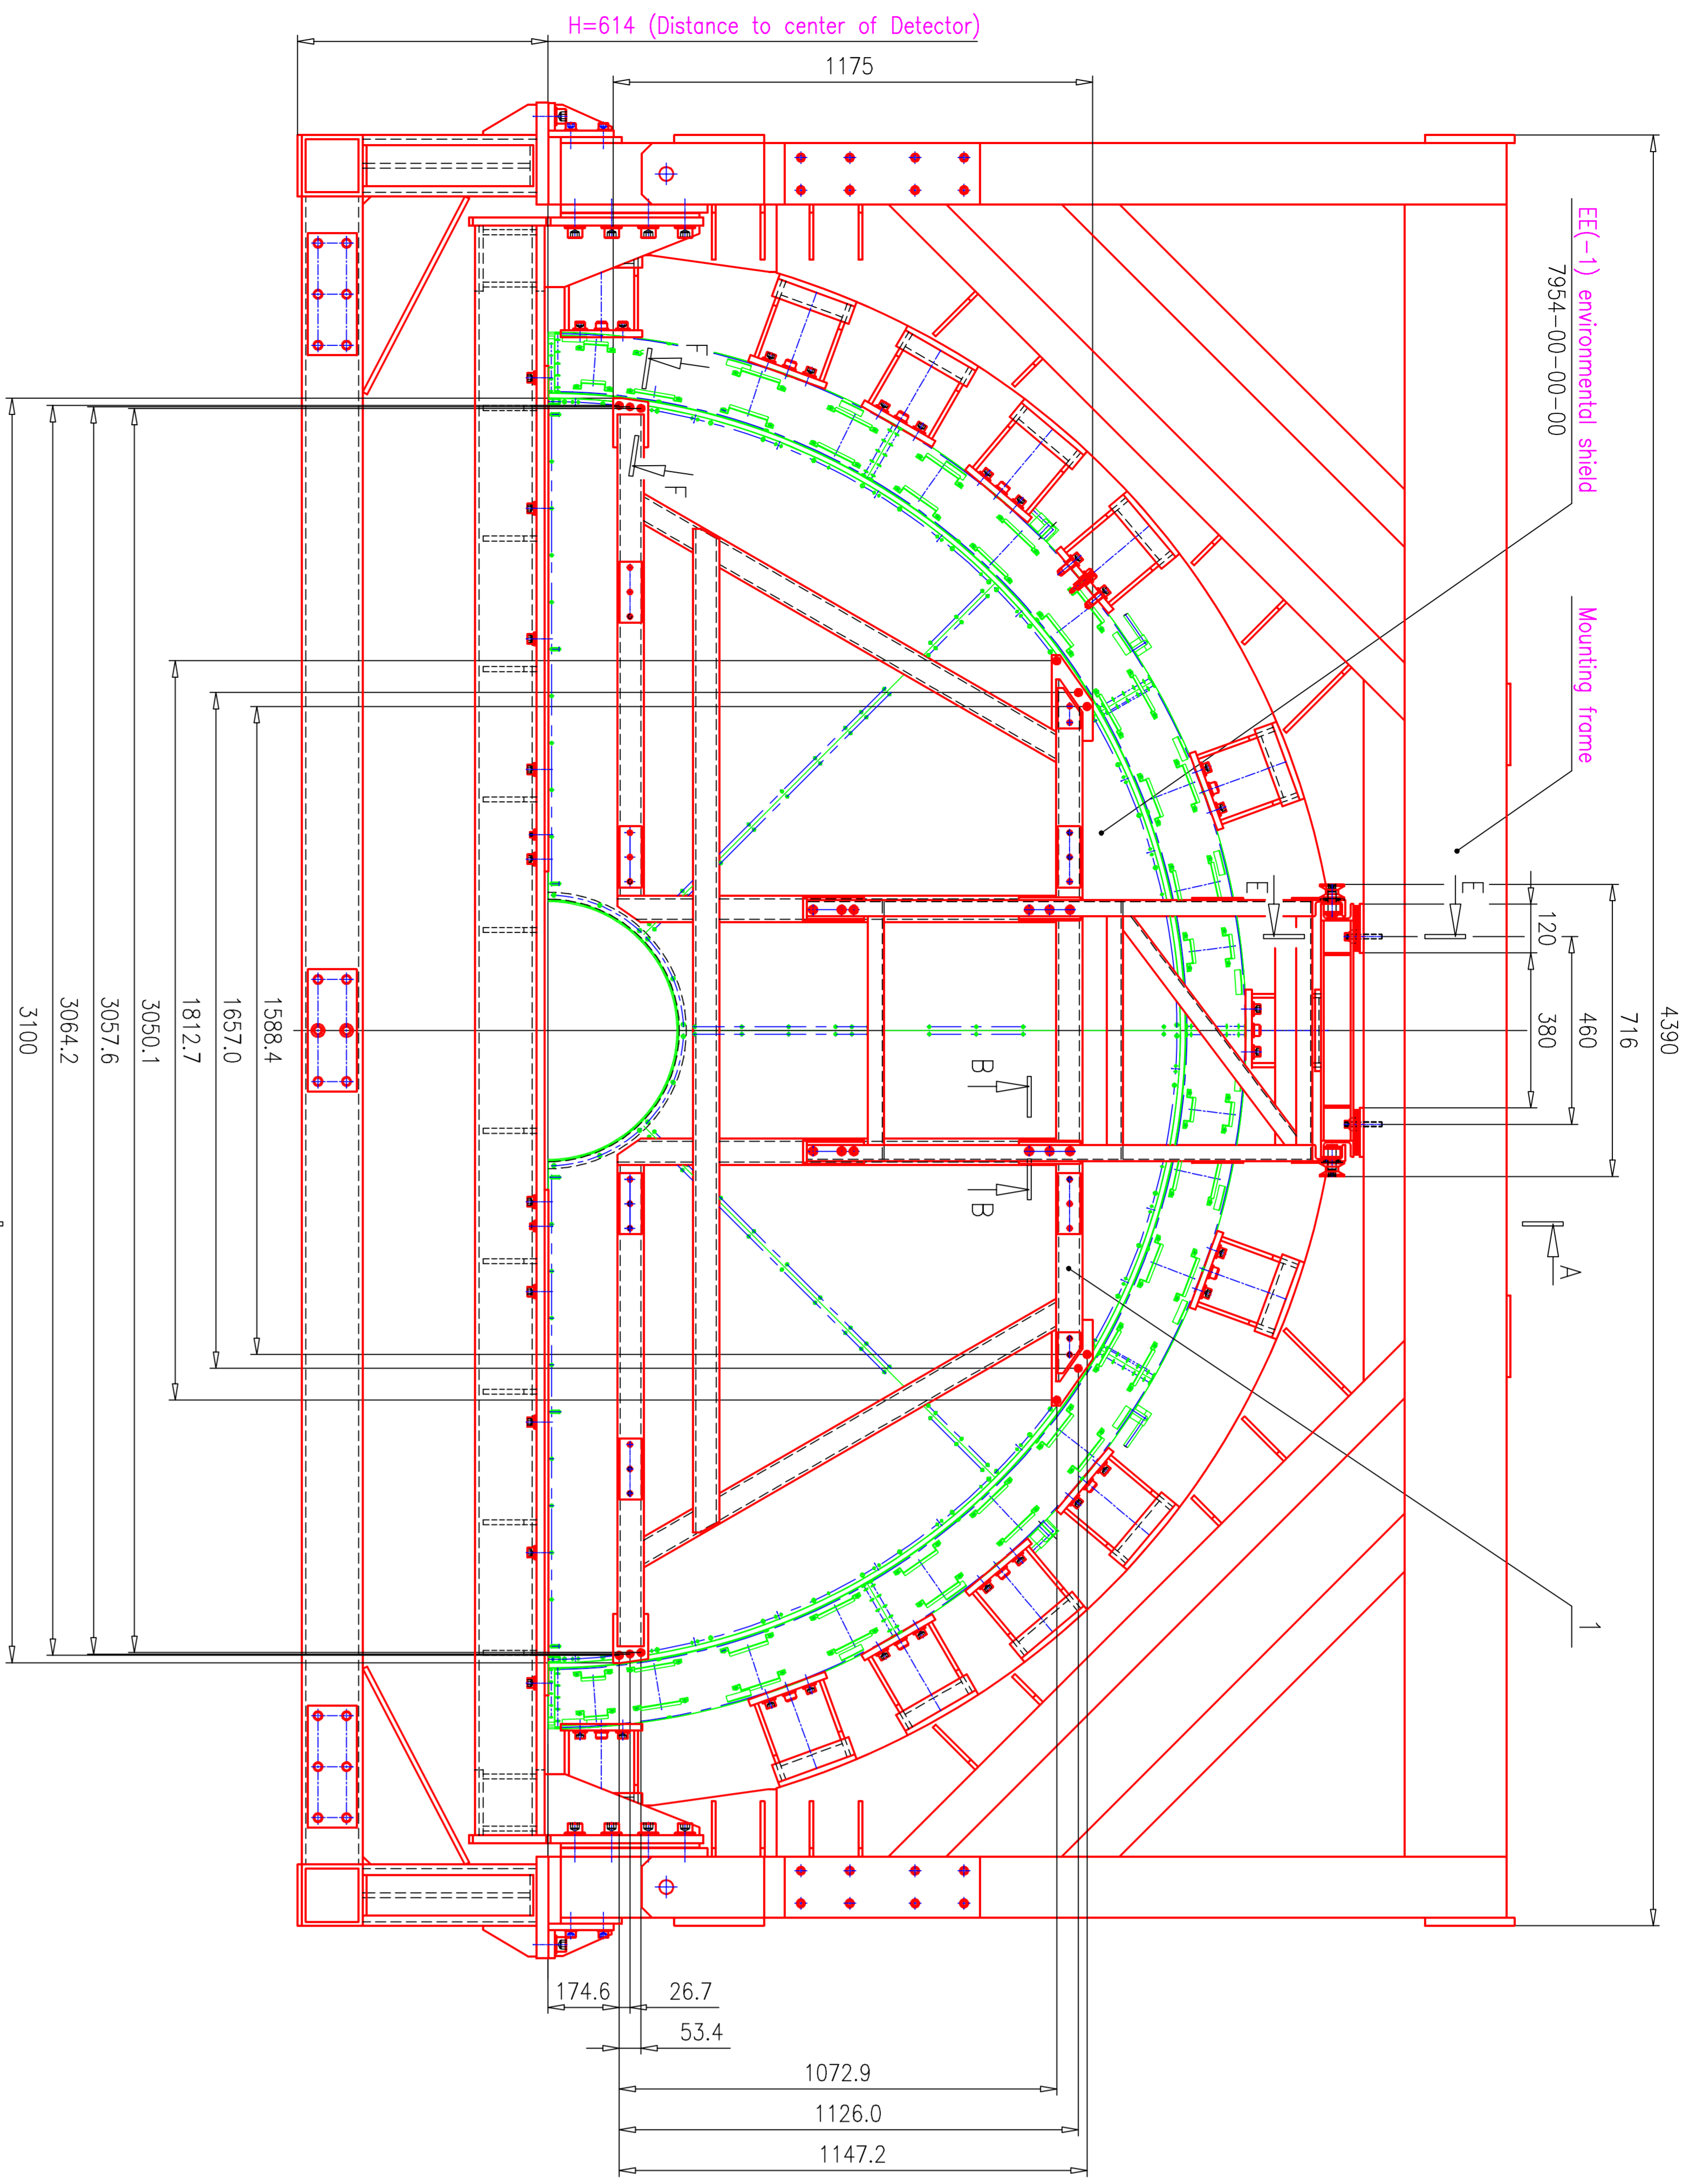 H=614 (Distance to center of Detector)
1175
EE(-1) environmental shield
7954-00-00-00
Mounting frame
4390
716
460
120
380
E
E
F
F
B
B
A
1
1588.4
1657.0
1812.7
3050.1
3057.6
3064.2
3100
174.6
26.7
53.4
1072.9
1126.0
1147.2